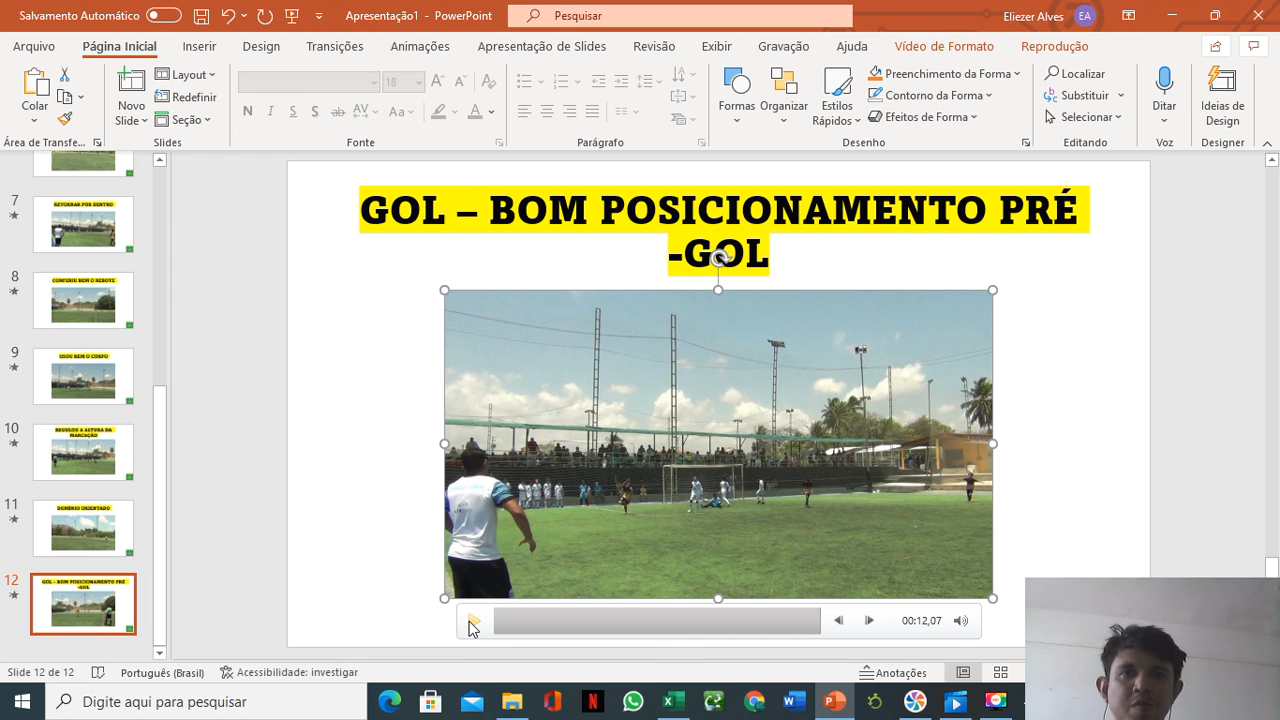 Salvamento Automático
Apresentação1 - PowerPoint
Pesquisar
Eliezer Alves
EA
Arquivo
Página Inicial
Inserir
Design
Transições
Animações
Apresentação de Slides
Revisão
Exibir
Gravação
Ajuda
Vídeo de Formato
Reprodução
Colar
Área de Transfe...
Novo
Slide
Layout
Redefinir
Seção
Slides
18
N I S S ab AV Aa A
Fonte
Parágrafo
Formas
Organizar
Estilos
Rápidos
Preenchimento da Forma
Contorno da Forma
Efeitos de Forma
Desenho
Localizar
Substituir
Selecionar
Editando
Ditar
Voz
Ideias de
Design
Designer
7
RETORNAR POR DENTRO
8
CONFERIU BEM O REBOTE
9
USOU BEM O CORPO
10
REGULOU A ALTURA DA
MARCAÇÃO
11
DOMÍNIO ORIENTADO
12
GOL – BOM POSICIONAMENTO PRÉ
-GOL
GOL – BOM POSICIONAMENTO PRÉ
-GOL
00:12,07
Slide 12 de 12
Português (Brasil)
Acessibilidade: investigar
Anotações
Digite aqui para pesquisar